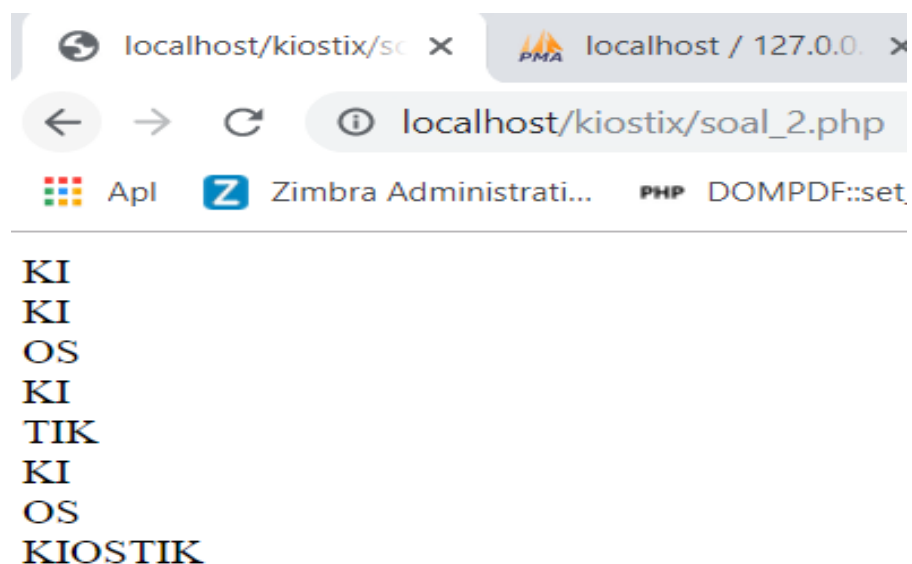 localhost/kiostix/sc
localhost / 127.0.0.
localhost/kiostix/soal_2.php
Apl
Z Zimbra Administrati...
PHP DOMPDF::set_
KI
KI
OS
KI
TIK
KI
OS
KIOSTIK